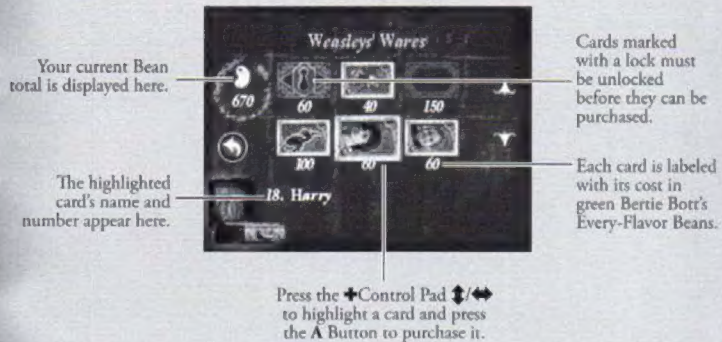 Weasleys' Wares
Your current Bean
total is displayed here.
670
60
40
150
Cards marked
with a lock must
be unlocked
before they can be
purchased.
100
60
60
The highlighted
card's name and
number appear here.
18. Harry
Each card is labeled
with its cost in
green Bertie Bott's
Every-Flavor Beans.
Press the ✚Control Pad ⬍/⬌
to highlight a card and press
the A Button to purchase it.